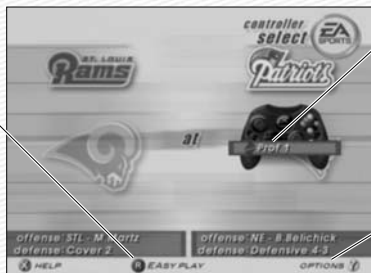 controller
select
EA
SPORTS
ST. LOUIS
Rams
Patriots
at
Prof 1
offense: STL - M.Martz
defense: Cover 2
offense: NE - B.Belichick
defense: Defensive 4-3
X HELP
R EASY PLAY
OPTIONS Y